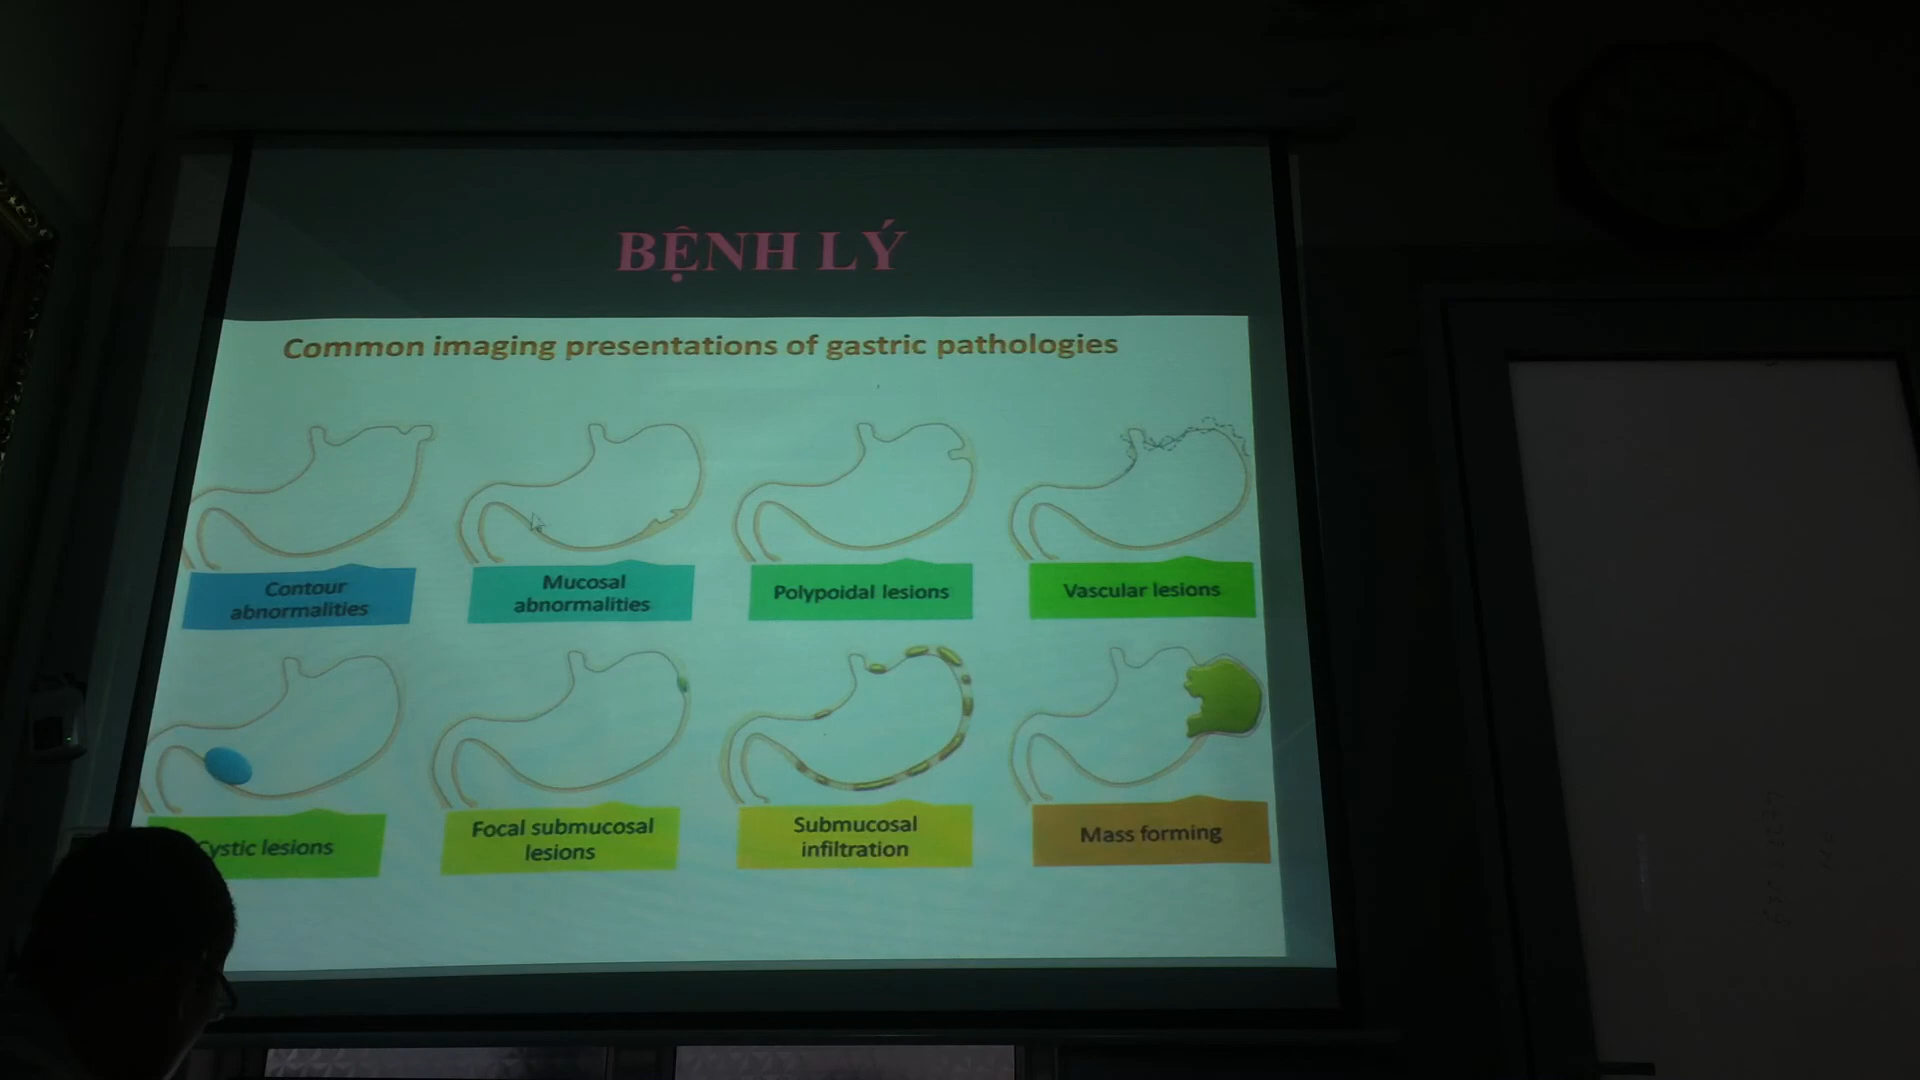 BỆNH LÝ
Common imaging presentations of gastric pathologies
Contour
abnormalities
Mucosal
abnormalities
Polypoidal lesions
Vascular lesions
Cystic lesions
Focal submucosal
lesions
Submucosal
infiltration
Mass forming